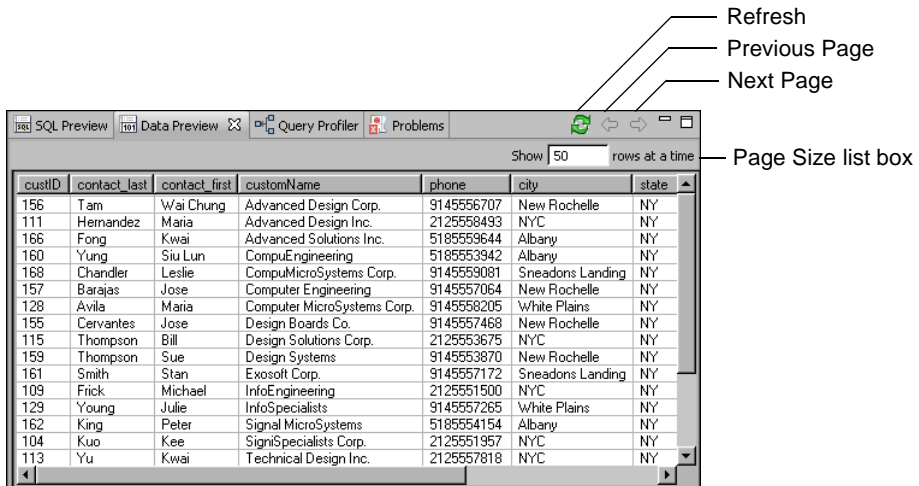 Refresh
Previous Page
Next Page
SQL SQL Preview 101 Data Preview Query Profiler Problems
Show 50 rows at a time
Page Size list box
custID contact_last contact_first customName phone city state
156 Tam Wai Chung Advanced Design Corp. 9145556707 New Rochelle NY
111 Hernandez Maria Advanced Design Inc. 2125558493 NYC NY
166 Fong Kwai Advanced Solutions Inc. 5185559644 Albany NY
160 Yung Siu Lun CompuEngineering 5185553942 Albany NY
168 Chandler Leslie CompuMicroSystems Corp. 9145559081 Sneadons Landing NY
157 Barajas Jose Computer Engineering 9145557064 New Rochelle NY
128 Avila Maria Computer MicroSystems Corp. 9145558205 White Plains NY
155 Cervantes Jose Design Boards Co. 9145557468 New Rochelle NY
115 Thompson Bill Design Solutions Corp. 2125553675 NYC NY
159 Thompson Sue Design Systems 9145553870 New Rochelle NY
161 Smith Stan Exosoft Corp. 9145557172 Sneadons Landing NY
109 Frick Michael InfoEngineering 2125551500 NYC NY
129 Young Julie InfoSpecialists 9145557265 White Plains NY
162 King Peter Signal MicroSystems 5185554154 Albany NY
104 Kuo Kee SigniSpecialists Corp. 2125551957 NYC NY
113 Yu Kwai Technical Design Inc. 2125557818 NYC NY